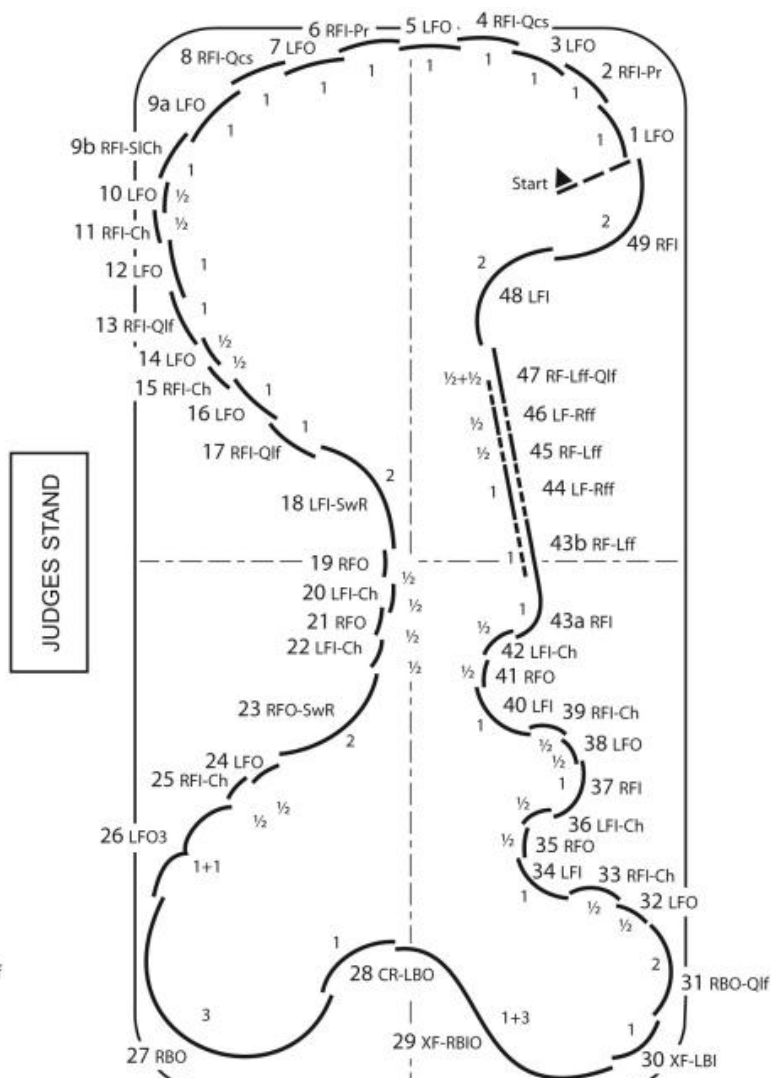 4 RFI-Qcs
6 RFI-Pr
5 LFO
7 LFO
3 LFO
8 RFI-Qcs
2 RFI-Pr
1
1
1
1
1
1
1
1
9a LFO
1
1
1 LFO
9b RFI-SlCh
1
Start
10 LFO
½
11 RFI-Ch
½
2
49 RFI
12 LFO
1
2
48 LFI
13 RFI-Qlf
1
½
14 LFO
½
15 RFI-Ch
½+½
47 RF-Lff-Qlf
16 LFO
1
46 LF-Rff
½
17 RFI-Qlf
1
45 RF-Lff
½
2
44 LF-Rff
1
18 LFI-SwR
JUDGES STAND
43b RF-Lff
1
19 RFO
½
20 LFI-Ch
½
1
43a RFI
21 RFO
½
½
42 LFI-Ch
22 LFI-Ch
½
½
41 RFO
23 RFO-SwR
40 LFI
39 RFI-Ch
1
2
½
38 LFO
24 LFO
½
25 RFI-Ch
1
37 RFI
½
½
½
36 LFI-Ch
26 LFO3
½
35 RFO
1+1
34 LFI
33 RFI-Ch
1
½
32 LFO
½
1
28 CR-LBO
2
31 RBO-Qlf
3
1+3
1
27 RBO
29 XF-RBIO
30 XF-LBI
f